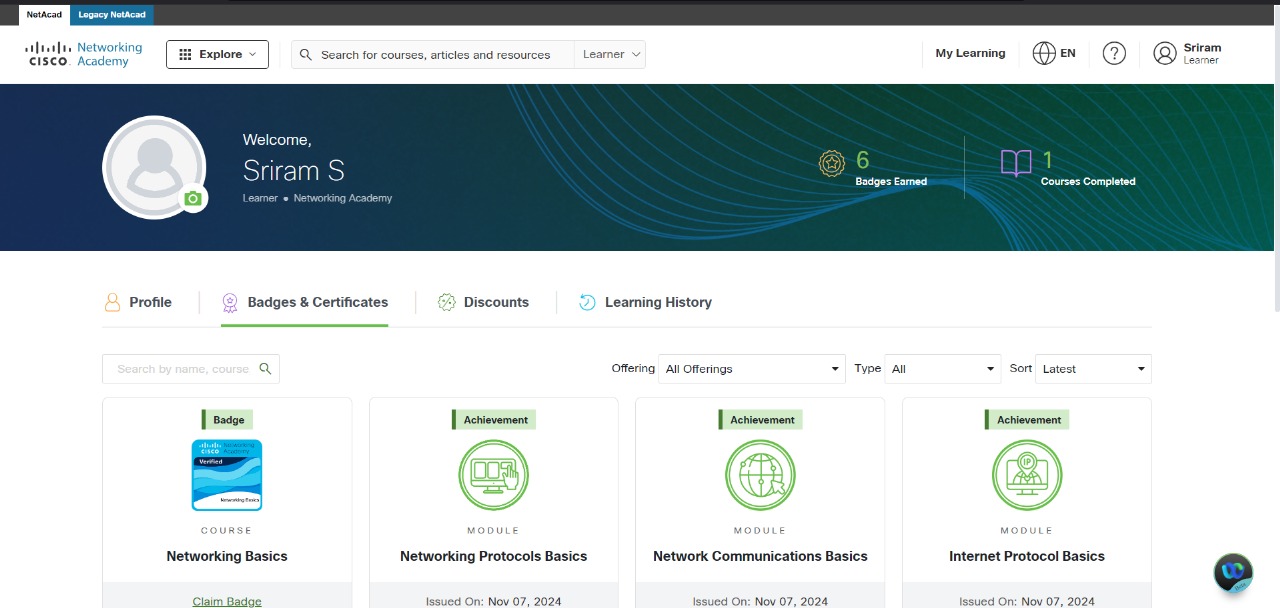 NetAcad
Legacy NetAcad
CISCO
Networking
Academy
Explore
Search for courses, articles and resources
Learner
My Learning
EN
?
Sriram
Learner
Welcome,
Sriram S
Learner ● Networking Academy
6
Badges Earned
1
Courses Completed
Profile
Badges & Certificates
Discounts
Learning History
Search by name, course
Offering
All Offerings
Type
All
Sort
Latest
Badge
CISCO
Networking
Academy
Verified
Networking Basics
COURSE
Networking Basics
Claim Badge
Achievement
MODULE
Networking Protocols Basics
Issued On: Nov 07, 2024
Achievement
MODULE
Network Communications Basics
Issued On: Nov 07, 2024
Achievement
IP
MODULE
Internet Protocol Basics
Issued On: Nov 07, 2024